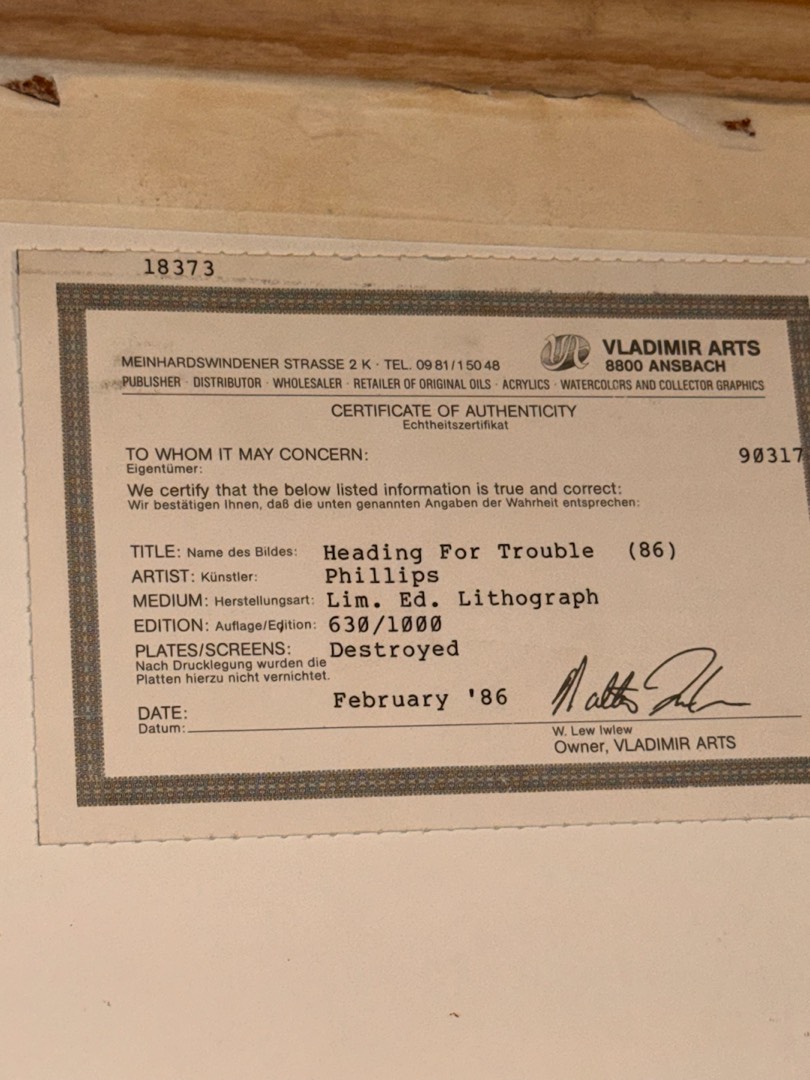 18373
VLADIMIR ARTS
8800 ANSBACH
MEINHARDSWINDENER STRASSE 2 K · TEL. 09 81 / 1 50 48
PUBLISHER · DISTRIBUTOR · WHOLESALER · RETAILER OF ORIGINAL OILS · ACRYLICS · WATERCOLORS AND COLLECTOR GRAPHICS
CERTIFICATE OF AUTHENTICITY
Echtheitszertifikat
TO WHOM IT MAY CONCERN: 90317
Eigentümer:
We certify that the below listed information is true and correct:
Wir bestätigen Ihnen, daß die unten genannten Angaben der Wahrheit entsprechen:
TITLE: Name des Bildes: Heading For Trouble (86)
ARTIST: Künstler: Phillips
MEDIUM: Herstellungsart: Lim. Ed. Lithograph
EDITION: Auflage/Edition: 630/1000
PLATES/SCREENS: Destroyed
Nach Drucklegung wurden die
Platten hierzu nicht vernichtet.
February '86
DATE:
Datum:
W. Lew Iwlew
Owner, VLADIMIR ARTS